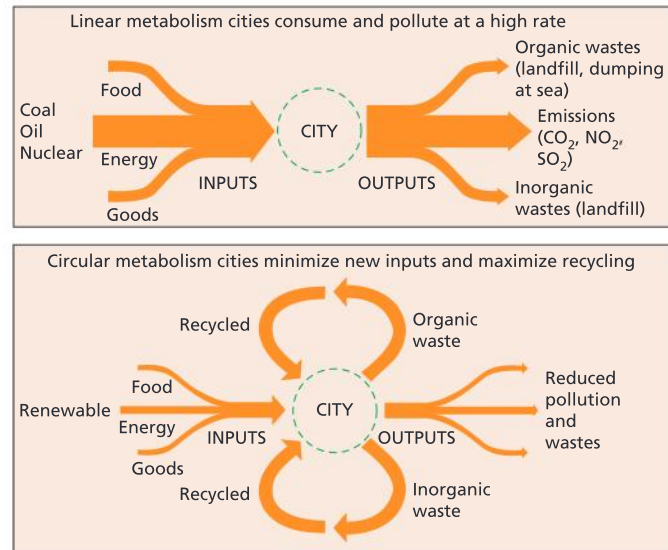 Linear metabolism cities consume and pollute at a high rate
Food
Coal
Oil
Nuclear
Energy
Goods
INPUTS
CITY
OUTPUTS
Organic wastes
(landfill, dumping
at sea)
Emissions
(CO₂, NO₂,
SO₂)
Inorganic
wastes (landfill)
Circular metabolism cities minimize new inputs and maximize recycling
Recycled
Organic
waste
Food
Renewable
Energy
Goods
INPUTS
CITY
OUTPUTS
Reduced
pollution
and
wastes
Recycled
Inorganic
waste